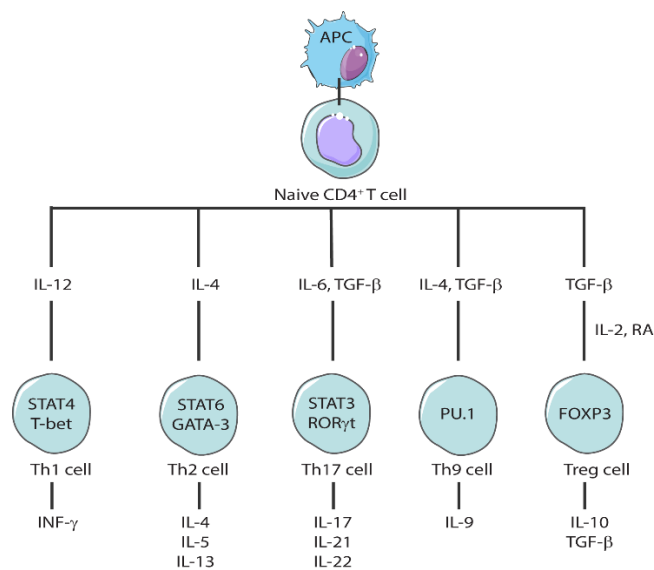 APC
Naive CD4⁺ T cell
IL-12
IL-4
IL-6, TGF-β
IL-4, TGF-β
TGF-β
IL-2, RA
STAT4
T-bet
STAT6
GATA-3
STAT3
RORγt
PU.1
FOXP3
Th1 cell
Th2 cell
Th17 cell
Th9 cell
Treg cell
INF-γ
IL-4
IL-5
IL-13
IL-17
IL-21
IL-22
IL-9
IL-10
TGF-β